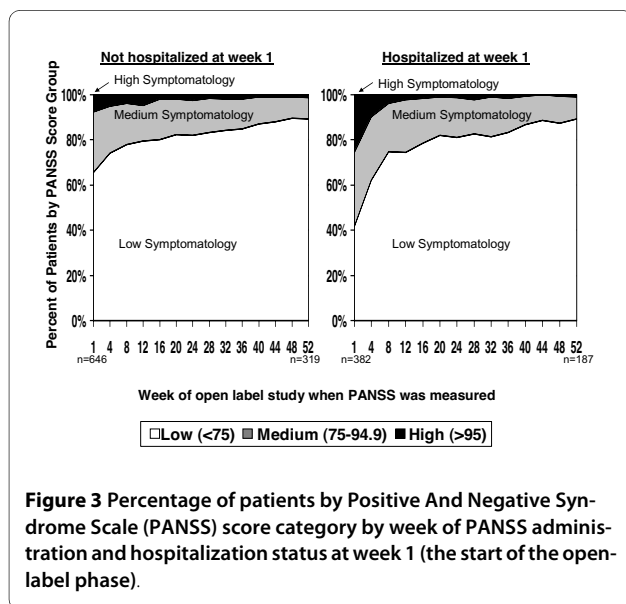 Not hospitalized at week 1
Hospitalized at week 1
High Symptomatology
High Symptomatology
Percent of Patients by PANSS Score Group
100%
80%
60%
40%
20%
0%
Medium Symptomatology
Low Symptomatology
1 4 8 12 16 20 24 28 32 36 40 44 48 52
n=646 n=319
100%
80%
60%
40%
20%
0%
Medium Symptomatology
Low Symptomatology
1 4 8 12 16 20 24 28 32 36 40 44 48 52
n=382 n=187
Week of open label study when PANSS was measured
Low (<75) Medium (75-94.9) High (>95)
Figure 3 Percentage of patients by Positive And Negative Syn-
drome Scale (PANSS) score category by week of PANSS adminis-
tration and hospitalization status at week 1 (the start of the open-
label phase).